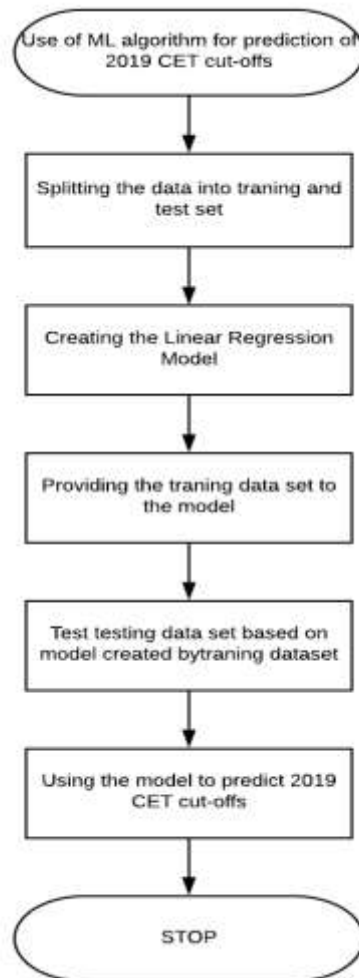 Use of ML algorithm for prediction of
2019 CET cut-offs
Splitting the data into traning and
test set
Creating the Linear Regression
Model
Providing the traning data set to
the model
Test testing data set based on
model created bytraning dataset
Using the model to predict 2019
CET cut-offs
STOP